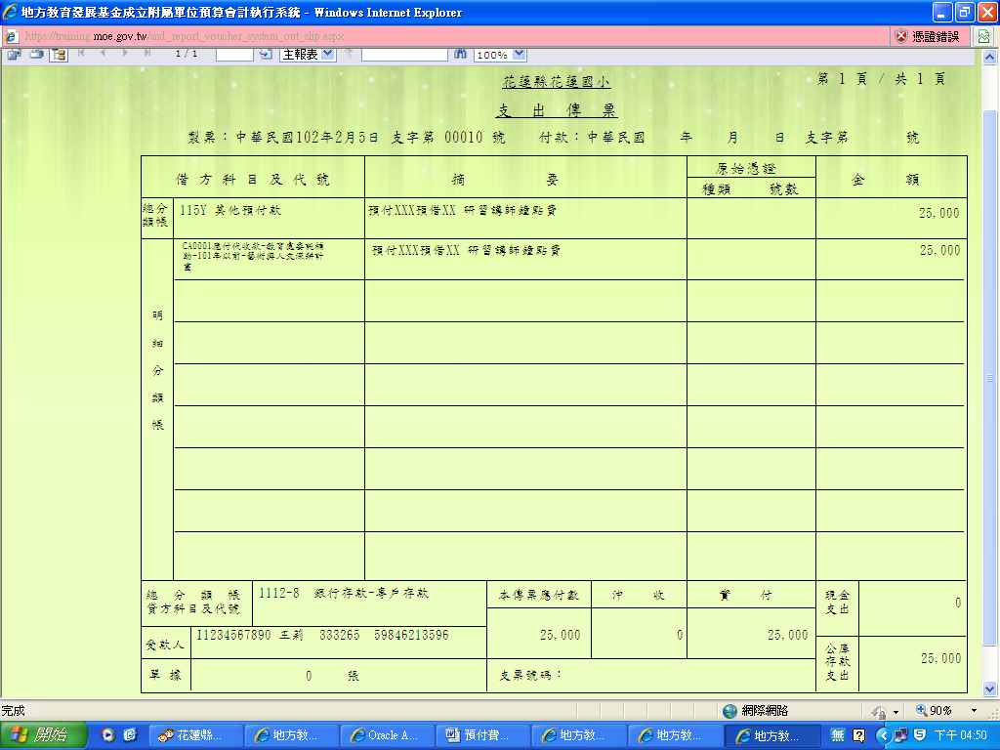 地方教育發展基金成立附屬單位預算會計執行系統 - Windows Internet Explorer
https://training.moe.gov.tw/snd_report_voucher_system_out_slip.aspx
憑證錯誤
1 / 1
主報表
100%
花蓮縣花蓮國小
第 1 頁 / 共 1 頁
支 出 傳 票
製票：中華民國102年2月5日 支字第 00010 號 付款：中華民國 年 月 日 支字第 號
借 方 科 目 及 代 號
摘 要
原始憑證
種類 號數
金 額
總分類帳
115Y 其他預付款
預付XXX預借XX 研習講師鐘點費
25,000
明細分類帳
CA0001應付代收款-教育處委託補
助-101年以前-藝術與人文深耕計
畫
預付XXX預借XX 研習講師鐘點費
25,000
總 分 類 帳
貸方科目及代號
1112-8 銀行存款-專戶存款
本傳票應付數
沖 收
實 付
現金
支出
0
受款人
I1234567890 王莉 333265 59846213596
25,000
0
25,000
公庫
存款
支出
25,000
單 據
0 張
支票號碼：
完成
網際網路
90%
開始
花蓮縣...
地方教...
Oracle A...
預付費...
地方教...
地方教...
地方教...
無
下午 04:50